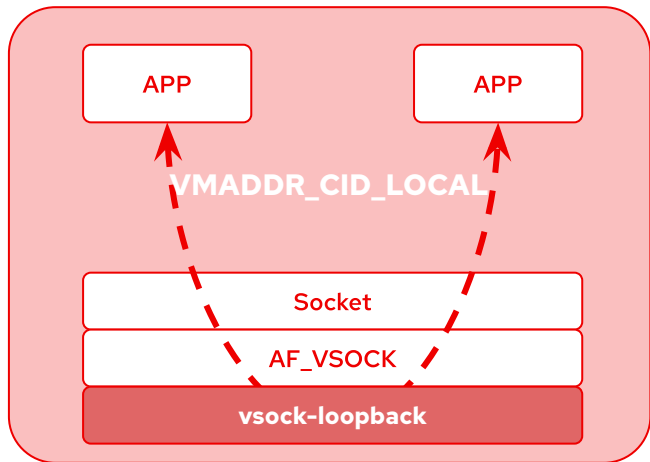 APP
APP
VMADDR_CID_LOCAL
Socket
AF_VSOCK
vsock-loopback